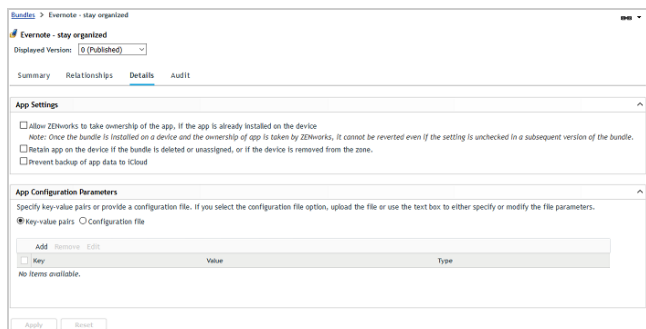 Bundles > Evernote - stay organized
Evernote - stay organized
Displayed Version: 0 (Published)
Summary Relationships Details Audit
App Settings
Allow ZENworks to take ownership of the app, if the app is already installed on the device
Note: Once the bundle is installed on a device and the ownership of app is taken by ZENworks, it cannot be reverted even if the setting is unchecked in a subsequent version of the bundle.
Retain app on the device if the bundle is deleted or unassigned, or if the device is removed from the zone.
Prevent backup of app data to iCloud
App Configuration Parameters
Specify key-value pairs or provide a configuration file. If you select the configuration file option, upload the file or use the text box to either specify or modify the file parameters.
Key-value pairs Configuration file
Add Remove Edit
Key Value Type
No items available.
Apply Reset